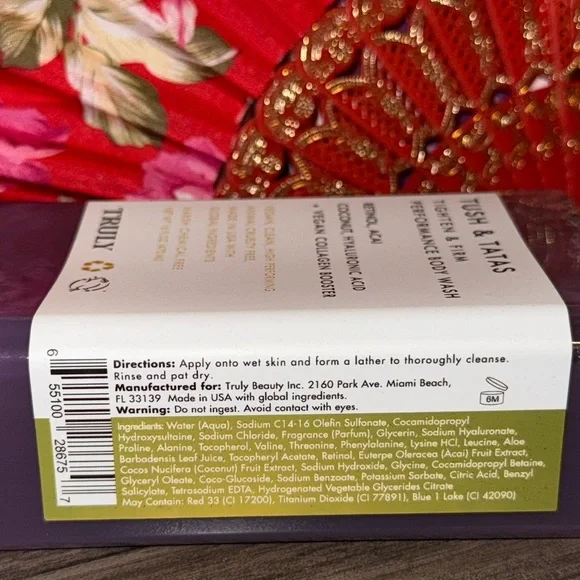 TUSH & TATAS
TIGHTEN & FIRM
PERFORMANCE BODY WASH
RETINOL, ACAI
COCONUT, HYALURONIC ACID
+ VEGAN COLLAGEN BOOSTER
VEGAN, CLEAN, HIGH PERFORMING
TRULY
6 55100 28675 7
Directions: Apply onto wet skin and form a lather to thoroughly cleanse.
Rinse and pat dry.
Manufactured for: Truly Beauty Inc. 2160 Park Ave. Miami Beach,
FL 33139 Made in USA with global ingredients.
Warning: Do not ingest. Avoid contact with eyes.
6M
Ingredients: Water (Aqua), Sodium C14-16 Olefin Sulfonate, Cocamidopropyl
Hydroxysultaine, Sodium Chloride, Fragrance (Parfum), Glycerin, Sodium Hyaluronate,
Proline, Alanine, Tocopherol, Valine, Threonine, Phenylalanine, Lysine HCl, Leucine, Aloe
Barbadensis Leaf Juice, Tocopheryl Acetate, Retinal, Euterpe Oleracea (Acai) Fruit Extract,
Cocos Nucifera (Coconut) Fruit Extract, Sodium Hydroxide, Glycine, Cocamidopropyl Betaine,
Glyceryl Oleate, Coco-Glucoside, Sodium Benzoate, Potassium Sorbate, Citric Acid, Benzyl
Salicylate, Tetrasodium EDTA, Hydrogenated Vegetable Glycerides Citrate
May Contain: Red 33 (CI 17200), Titanium Dioxide (CI 77891), Blue 1 Lake (CI 42090)